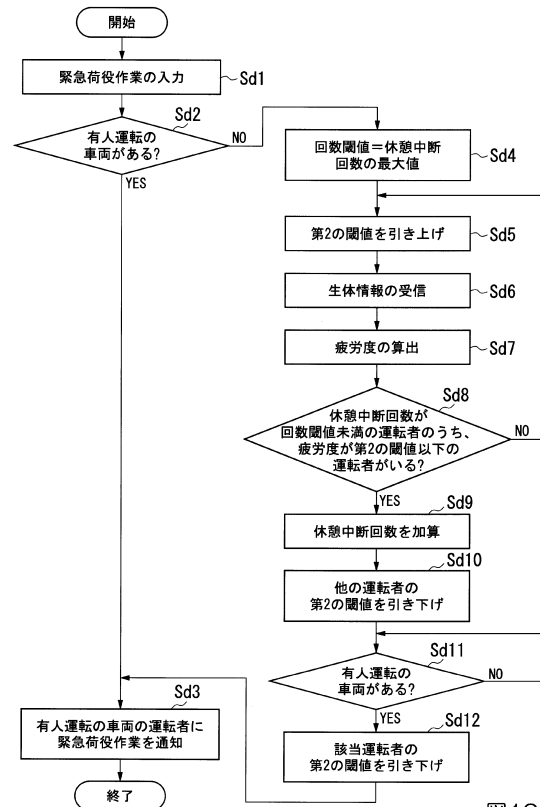 開始
緊急荷役作業の入力
Sd1
Sd2
有人運転の
車両がある?
NO
YES
回数閾値=休憩中断
回数の最大値
Sd4
第2の閾値を引き上げ
Sd5
生体情報の受信
Sd6
疲労度の算出
Sd7
Sd8
休憩中断回数が
回数閾値未満の運転者のうち、
疲労度が第2の閾値以下の
運転者がいる?
NO
YES
Sd9
休憩中断回数を加算
Sd10
他の運転者の
第2の閾値を引き下げ
Sd11
有人運転の
車両がある?
NO
YES
Sd12
該当運転者の
第2の閾値を引き下げ
Sd3
有人運転の車両の運転者に
緊急荷役作業を通知
終了